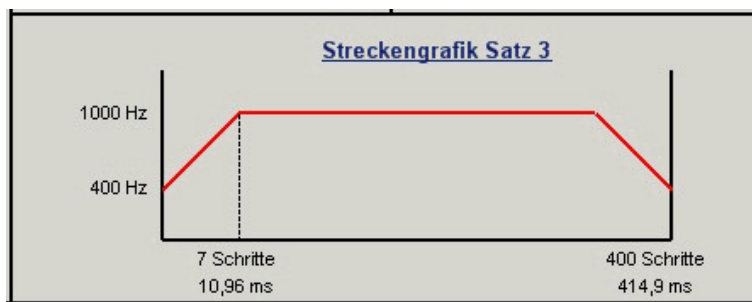 Streckengrafik Satz 3
1000 Hz
400 Hz
7 Schritte
10,96 ms
400 Schritte
414,9 ms